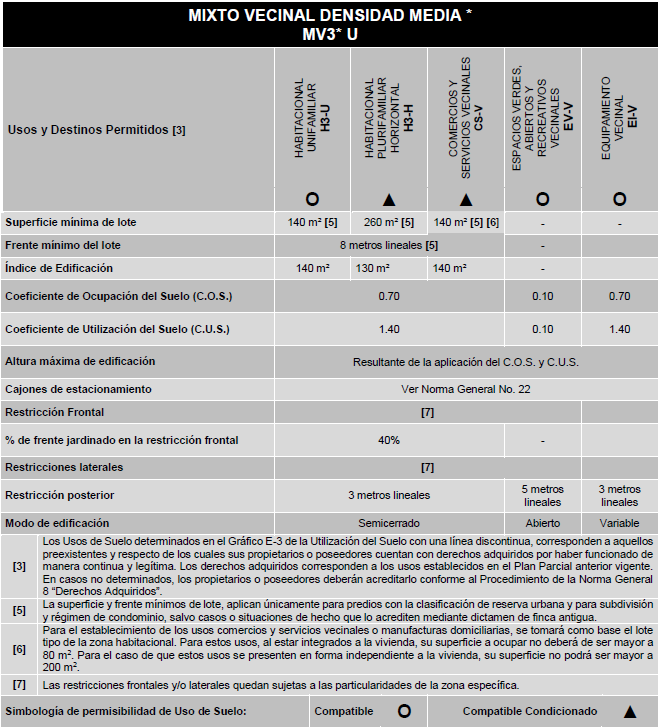 MIXTO VECINAL DENSIDAD MEDIA *
MV3* U
Usos y Destinos Permitidos [3]
HABITACIONAL
UNIFAMILIAR
H3-U
HABITACIONAL
PLURIFAMILIAR
HORIZONTAL
H3-H
COMERCIOS Y
SERVICIOS VECINALES
CS-V
ESPACIOS VERDES,
ABIERTOS Y
RECREATIVOS
VECINALES
EV-V
EQUIPAMIENTO
VECINAL
EI-V
O ▲ ▲ O O
Superficie mínima de lote 140 m² [5] 260 m² [5] 140 m² [5] [6] - -
Frente mínimo del lote 8 metros lineales [5] -
Índice de Edificación 140 m² 130 m² 140 m² -
Coeficiente de Ocupación del Suelo (C.O.S.) 0.70 0.10 0.70
Coeficiente de Utilización del Suelo (C.U.S.) 1.40 0.10 1.40
Altura máxima de edificación Resultante de la aplicación del C.O.S. y C.U.S.
Cajones de estacionamiento Ver Norma General No. 22
Restricción Frontal [7]
% de frente jardinado en la restricción frontal 40% -
Restricciones laterales [7]
Restricción posterior 3 metros lineales 5 metros lineales 3 metros lineales
Modo de edificación Semicerrado Abierto Variable
[3] Los Usos de Suelo determinados en el Gráfico E-3 de la Utilización del Suelo con una línea discontinua, corresponden a aquellos
preexistentes y respecto de los cuales sus propietarios o poseedores cuentan con derechos adquiridos por haber funcionado de
manera continua y legítima. Los derechos adquiridos corresponden a los usos establecidos en el Plan Parcial anterior vigente.
En casos no determinados, los propietarios o poseedores deberán acreditarlo conforme al Procedimiento de la Norma General
8 “Derechos Adquiridos”.
[5] La superficie y frente mínimos de lote, aplican únicamente para predios con la clasificación de reserva urbana y para subdivisión
y régimen de condominio, salvo casos o situaciones de hecho que lo acrediten mediante dictamen de finca antigua.
[6] Para el establecimiento de los usos comercios y servicios vecinales o manufacturas domiciliarias, se tomará como base el lote
tipo de la zona habitacional. Para estos usos, al estar integrados a la vivienda, su superficie a ocupar no deberá de ser mayor a
80 m². Para el caso de que estos usos se presenten en forma independiente a la vivienda, su superficie no podrá ser mayor a
200 m².
[7] Las restricciones frontales y/o laterales quedan sujetas a las particularidades de la zona específica.
Simbología de permisibilidad de Uso de Suelo: Compatible O Compatible Condicionado ▲